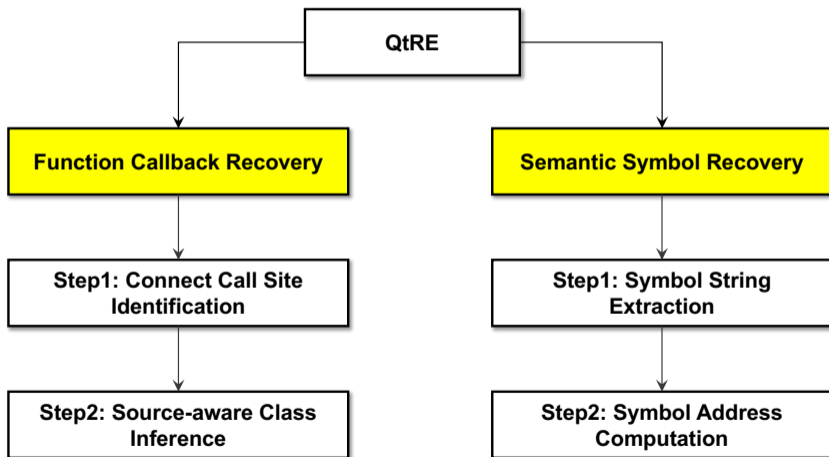 QtRE
Function Callback Recovery
Semantic Symbol Recovery
Step1: Connect Call Site
Identification
Step1: Symbol String
Extraction
Step2: Source-aware Class
Inference
Step2: Symbol Address
Computation